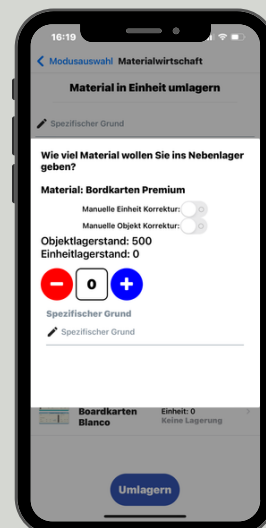 16:19
Modusauswahl Materialwirtschaft
Material in Einheit umlagern
Spezifischer Grund
Wie viel Material wollen Sie ins Nebenlager
geben?
Material: Bordkarten Premium
Manuelle Einheit Korrektur:
Manuelle Objekt Korrektur:
Objektlagerstand: 500
Einheitlagerstand: 0
− 0 +
Spezifischer Grund
Spezifischer Grund
Boardkarten Einheit: 0
Blanco Keine Lagerung
Umlagern